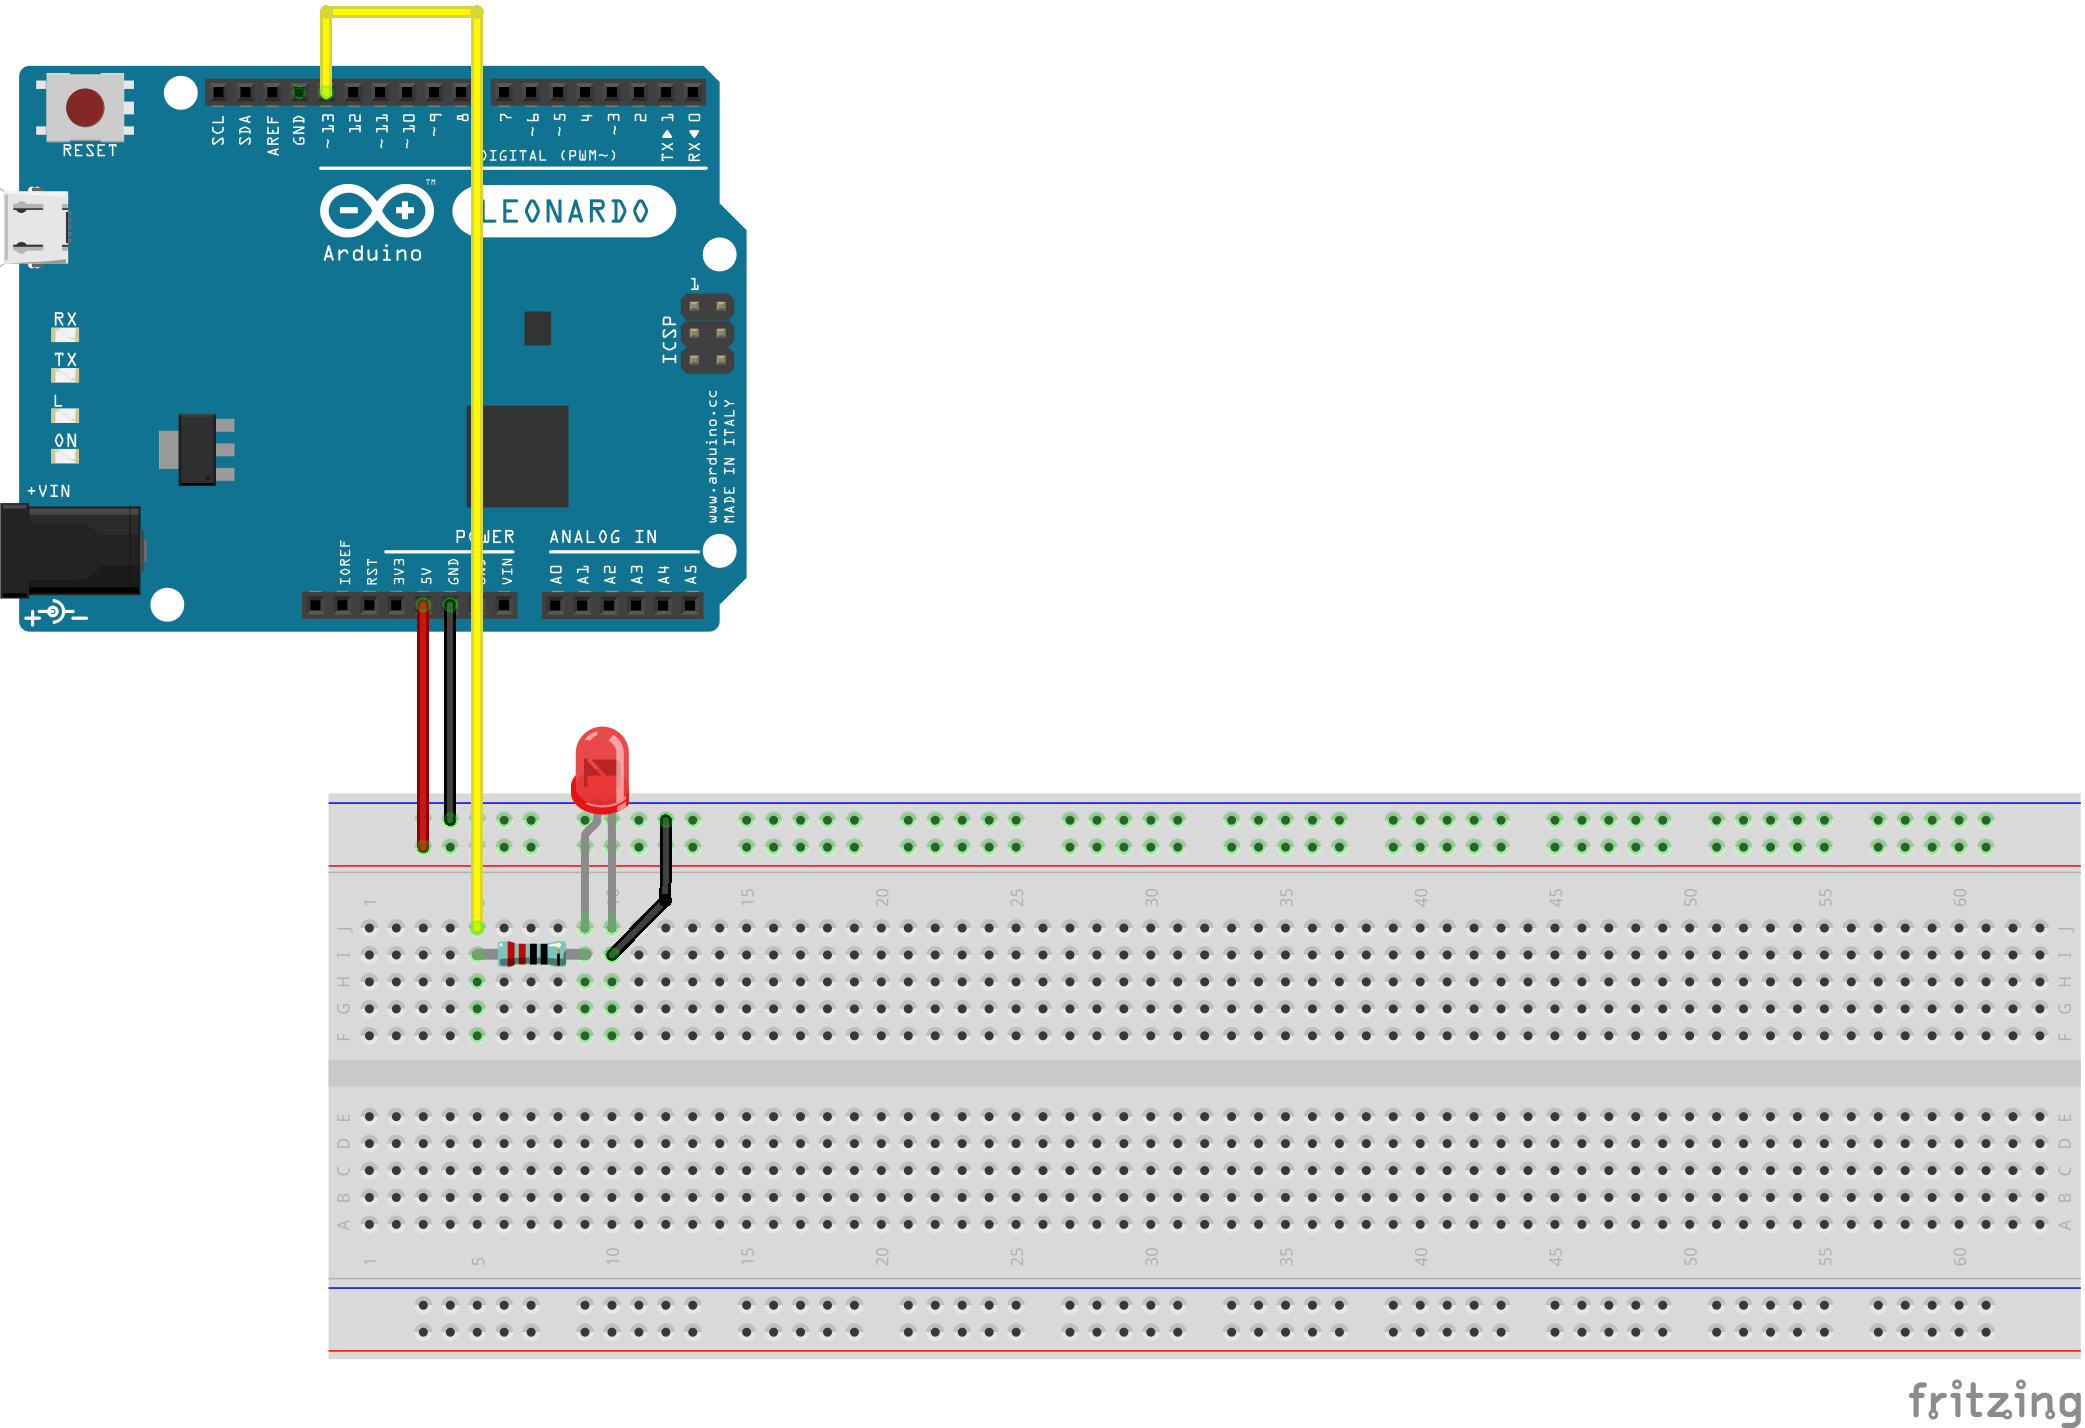 RESET
SCL
SDA
AREF
GND
~13
12
~11
~10
~9
8
7
~6
~5
4
~3
2
TX▶1
RX◀0
DIGITAL (PWM~)
TM
LEONARDO
Arduino
1
ICSP
RX
TX
L
ON
+VIN
www.arduino.cc
MADE IN ITALY
POWER
ANALOG IN
IOREF
RST
3V3
5V
GND
VIN
A0
A1
A2
A3
A4
A5
+ −
1 15 20 25 30 35 40 45 50 55 60
J J
I I
H H
G G
F F
E E
D D
C C
B B
A A
1 5 10 15 20 25 30 35 40 45 50 55 60
fritzing